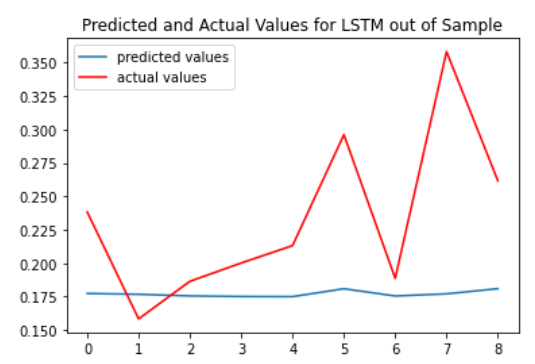 Predicted and Actual Values for LSTM out of Sample
predicted values
actual values
0.350
0.325
0.300
0.275
0.250
0.225
0.200
0.175
0.150
0 1 2 3 4 5 6 7 8